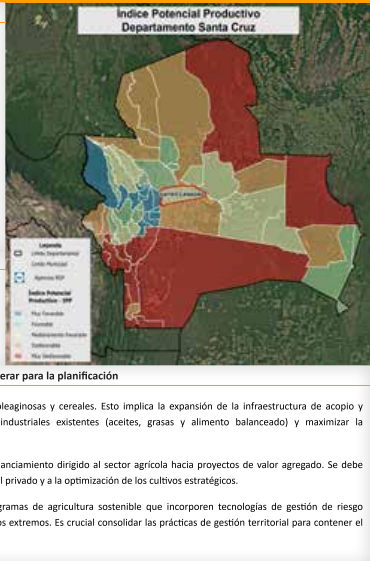 Índice Potencial Productivo
Departamento Santa Cruz
Leyenda
Límite Departamental
Límite Municipal
Índice Potencial
Productivo - IPP
Muy Favorable
Favorable
Medianamente Favorable
Desfavorable
Muy Desfavorable
erar para la planificación
oleaginosas y cereales. Esto implica la expansión de la infraestructura de acopio y
industriales existentes (aceites, grasas y alimento balanceado) y maximizar la
anciamiento dirigido al sector agrícola hacia proyectos de valor agregado. Se debe
l privado y a la optimización de los cultivos estratégicos.
gramas de agricultura sostenible que incorporen tecnologías de gestión de riesgo
os extremos. Es crucial consolidar las prácticas de gestión territorial para contener el